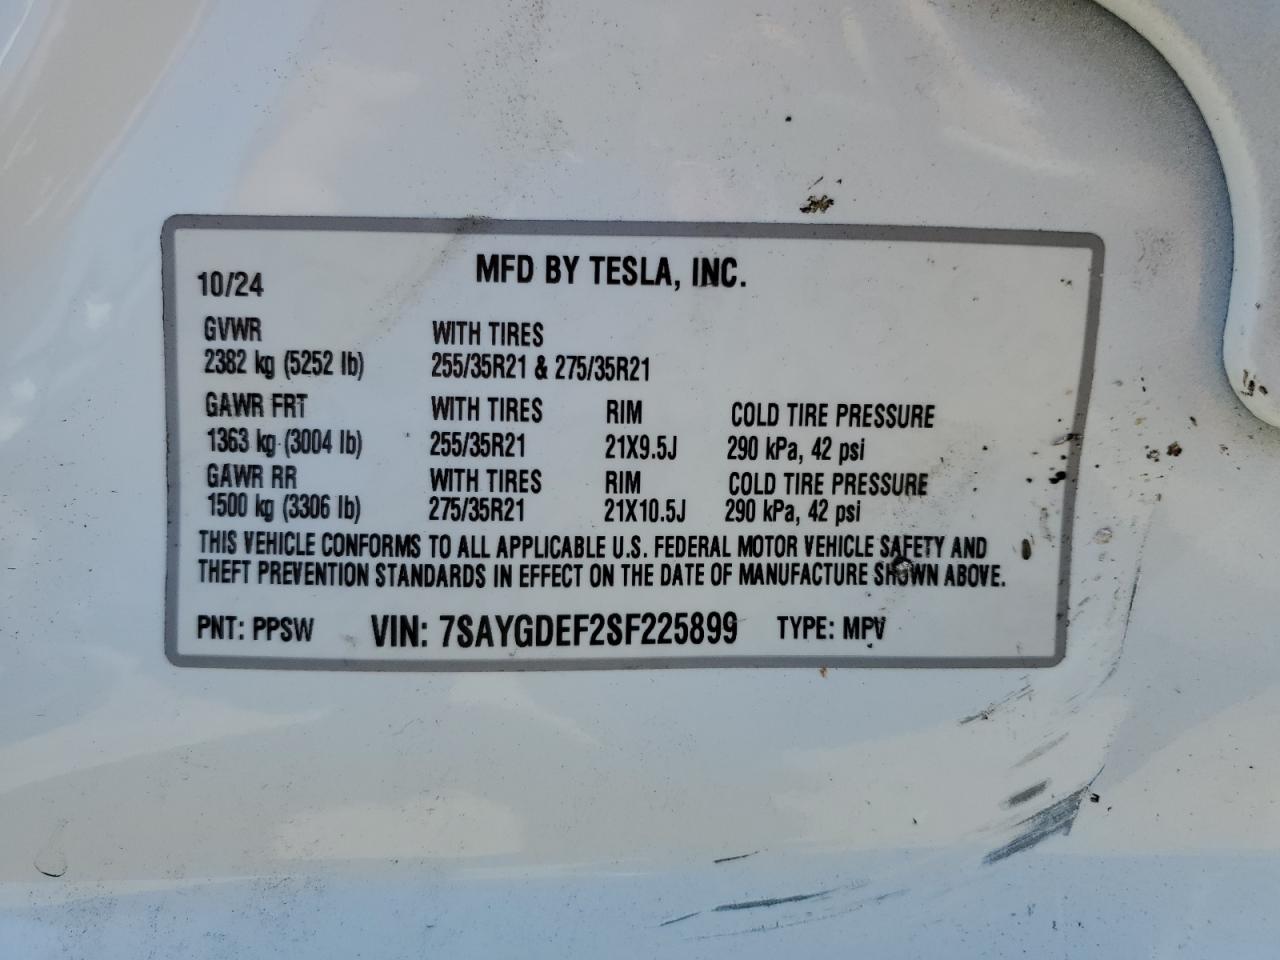 MFD BY TESLA, INC.
10/24
GVWR WITH TIRES
2382 kg (5252 lb) 255/35R21 & 275/35R21
GAWR FRT WITH TIRES RIM COLD TIRE PRESSURE
1363 kg (3004 lb) 255/35R21 21X9.5J 290 kPa, 42 psi
GAWR RR WITH TIRES RIM COLD TIRE PRESSURE
1500 kg (3306 lb) 275/35R21 21X10.5J 290 kPa, 42 psi
THIS VEHICLE CONFORMS TO ALL APPLICABLE U.S. FEDERAL MOTOR VEHICLE SAFETY AND
THEFT PREVENTION STANDARDS IN EFFECT ON THE DATE OF MANUFACTURE SHOWN ABOVE.
PNT: PPSW VIN: 7SAYGDEF2SF225899 TYPE: MPV